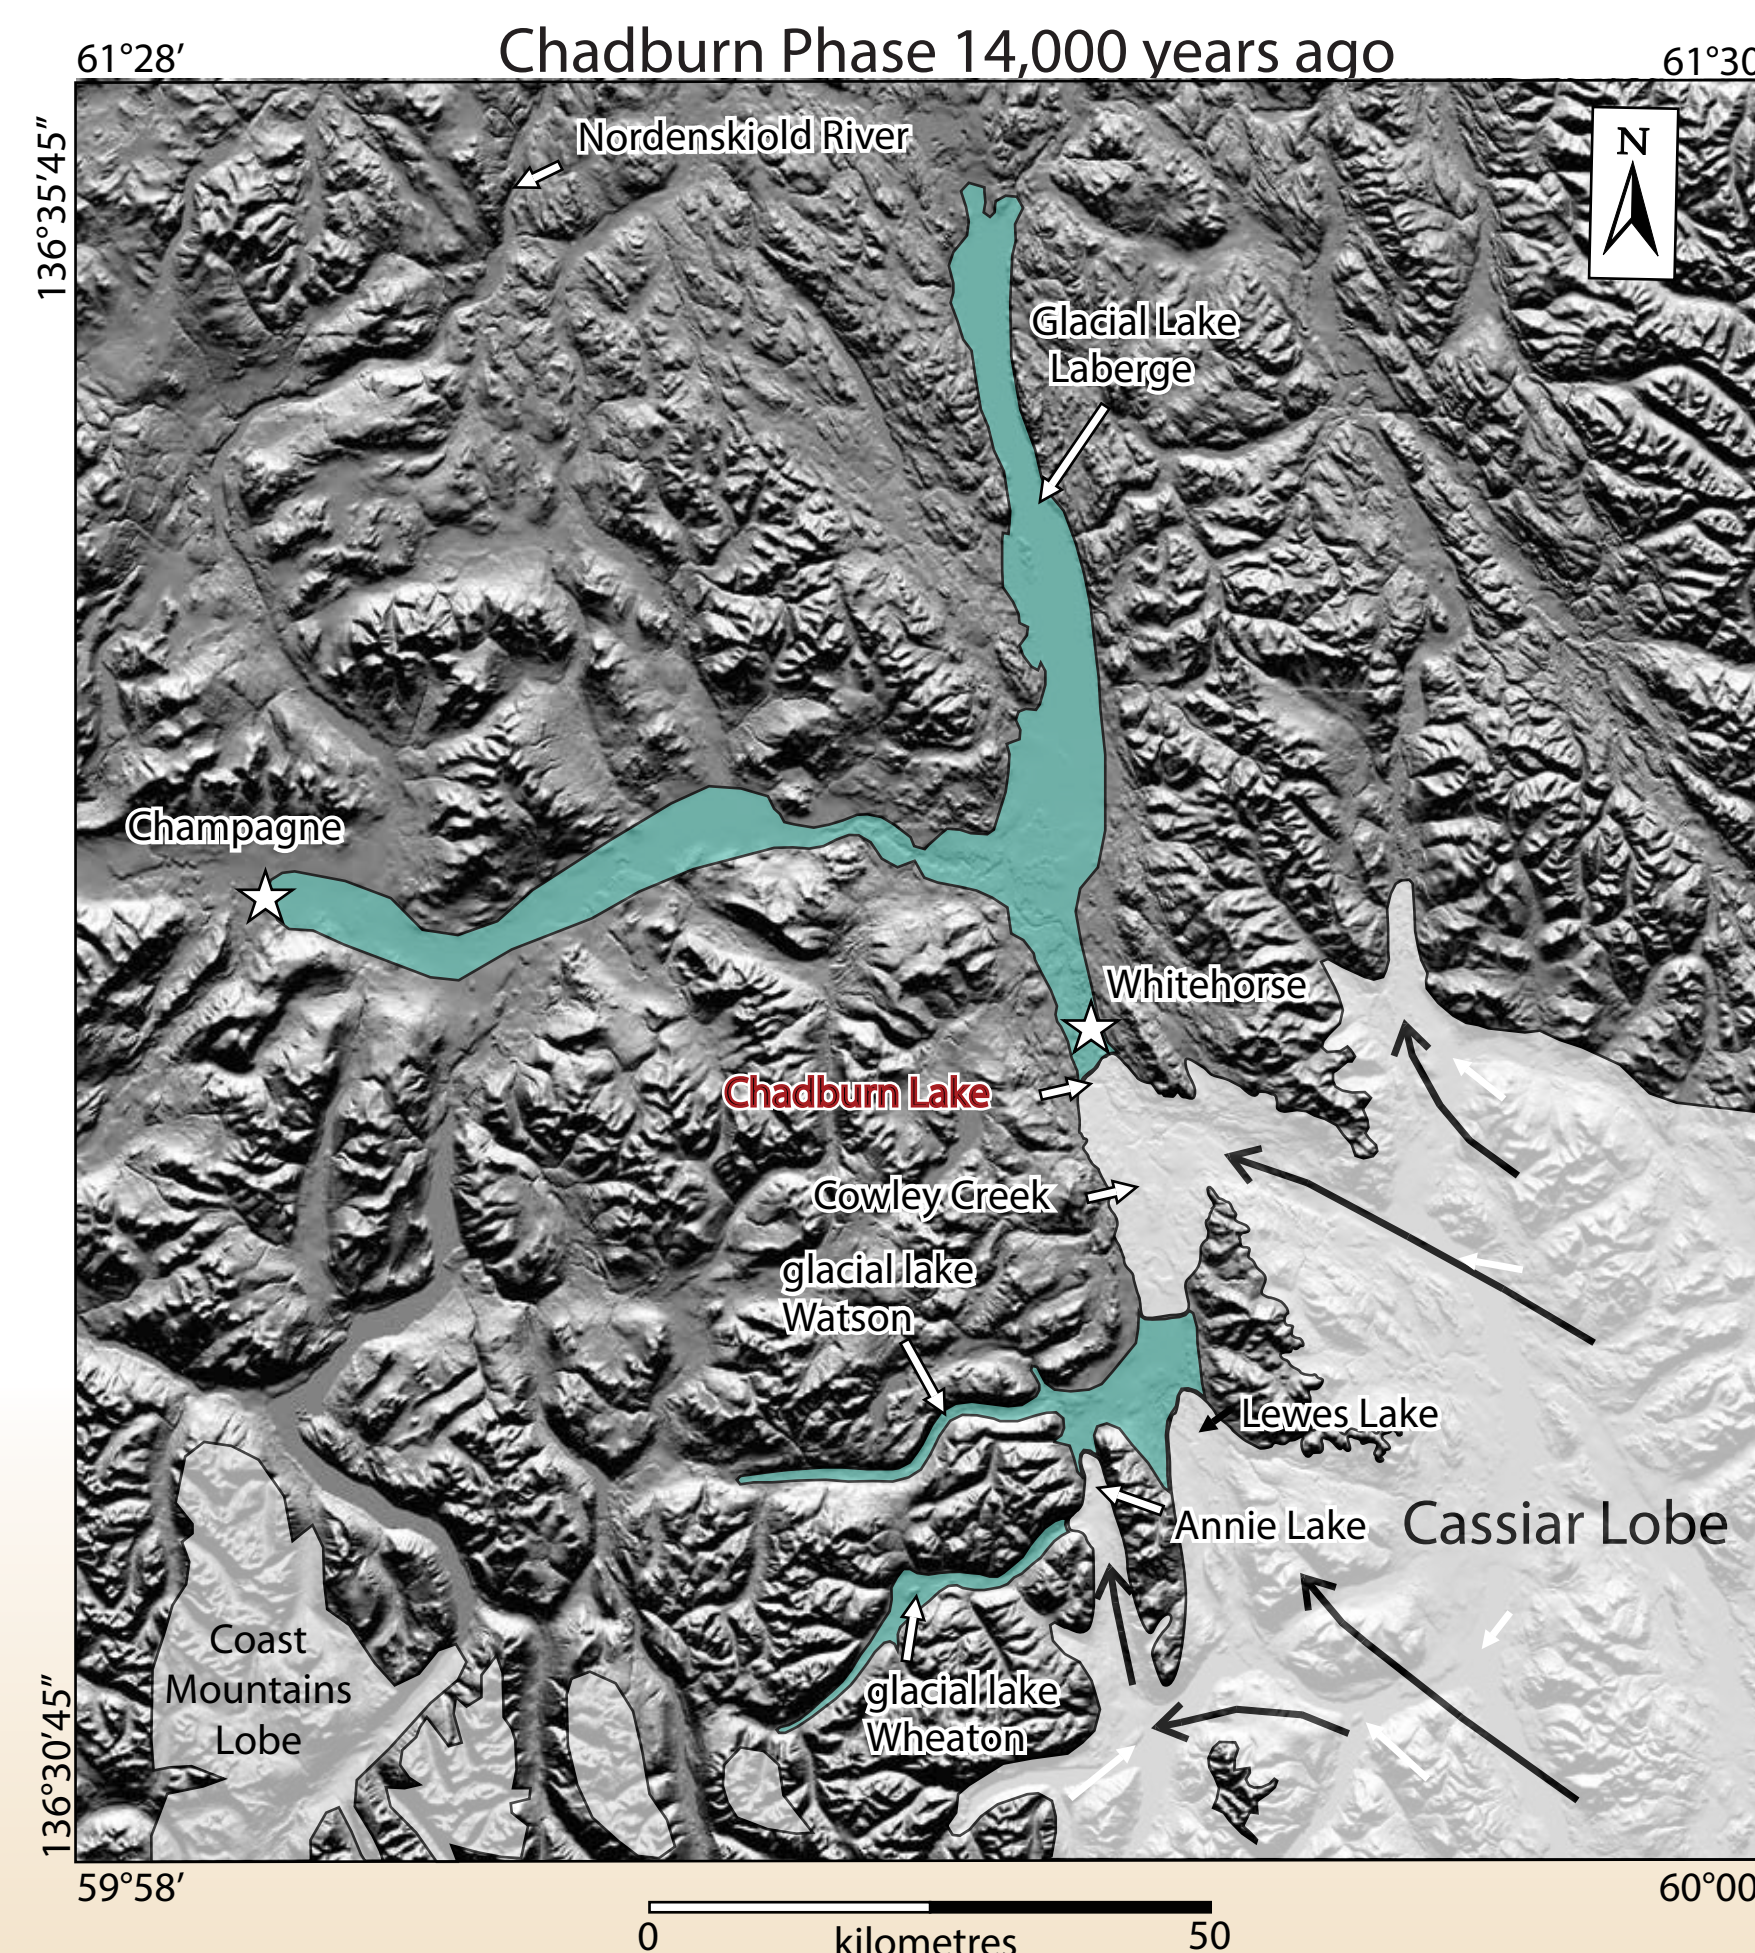 Chadburn Phase 14,000 years ago
61°28’
61°30
136°35’45”
N
Nordenskiold River
Glacial Lake
Laberge
Champagne
Whitehorse
Chadburn Lake
Cowley Creek
glacial lake
Watson
Lewes Lake
Annie Lake
Cassiar Lobe
Coast
Mountains
Lobe
glacial lake
Wheaton
136°30’45”
59°58’
60°00
0
50
kilometres